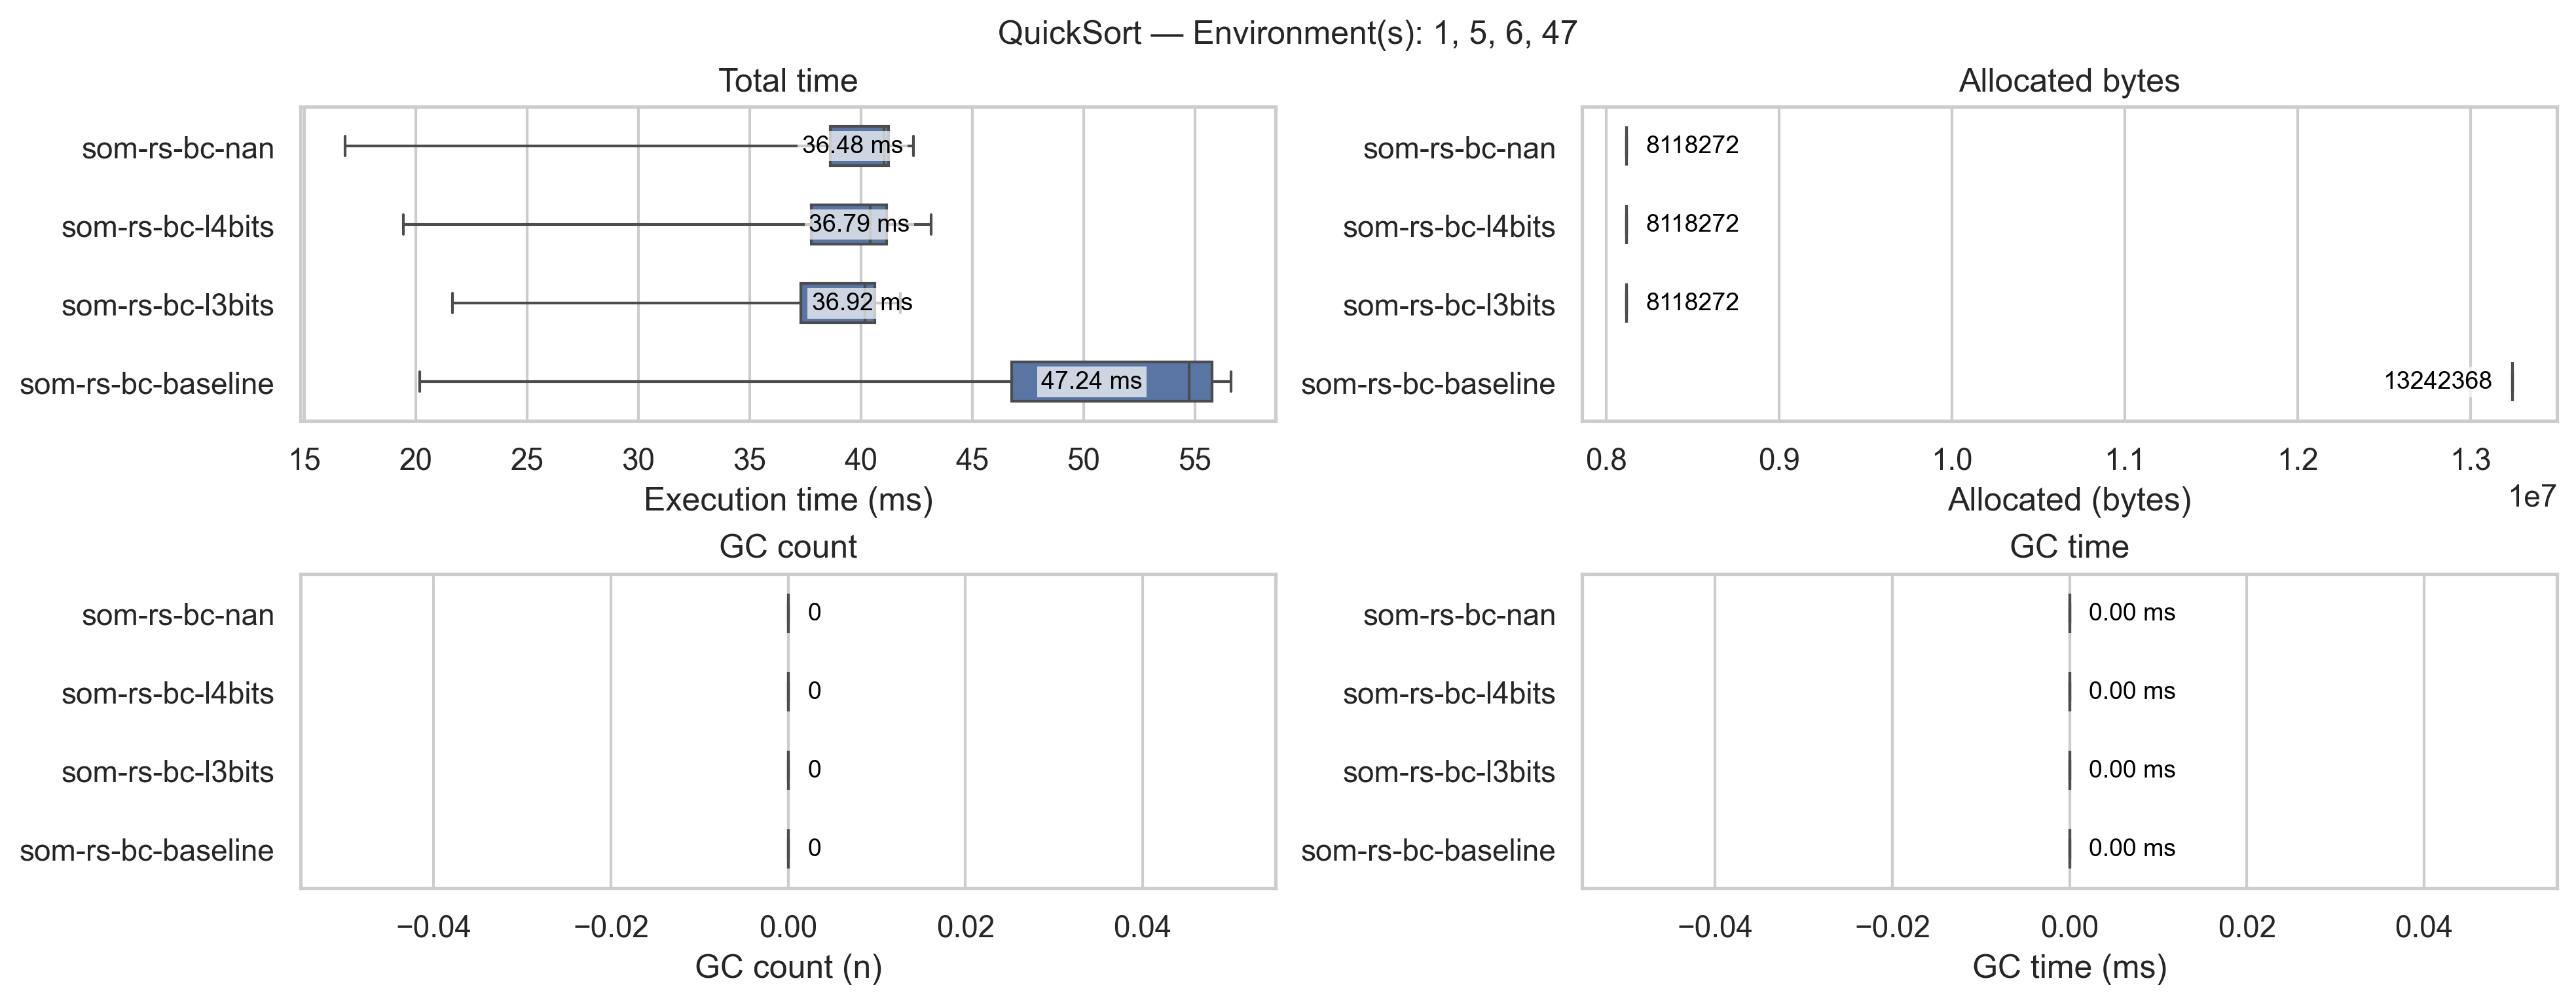 QuickSort — Environment(s): 1, 5, 6, 47
Total time
som-rs-bc-nan
36.48 ms
som-rs-bc-l4bits
36.79 ms
som-rs-bc-l3bits
36.92 ms
som-rs-bc-baseline
47.24 ms
15 20 25 30 35 40 45 50 55
Execution time (ms)
Allocated bytes
som-rs-bc-nan
8118272
som-rs-bc-l4bits
8118272
som-rs-bc-l3bits
8118272
som-rs-bc-baseline
13242368
0.8 0.9 1.0 1.1 1.2 1.3
1e7
Allocated (bytes)
GC count
som-rs-bc-nan
0
som-rs-bc-l4bits
0
som-rs-bc-l3bits
0
som-rs-bc-baseline
0
−0.04 −0.02 0.00 0.02 0.04
GC count (n)
GC time
som-rs-bc-nan
0.00 ms
som-rs-bc-l4bits
0.00 ms
som-rs-bc-l3bits
0.00 ms
som-rs-bc-baseline
0.00 ms
−0.04 −0.02 0.00 0.02 0.04
GC time (ms)